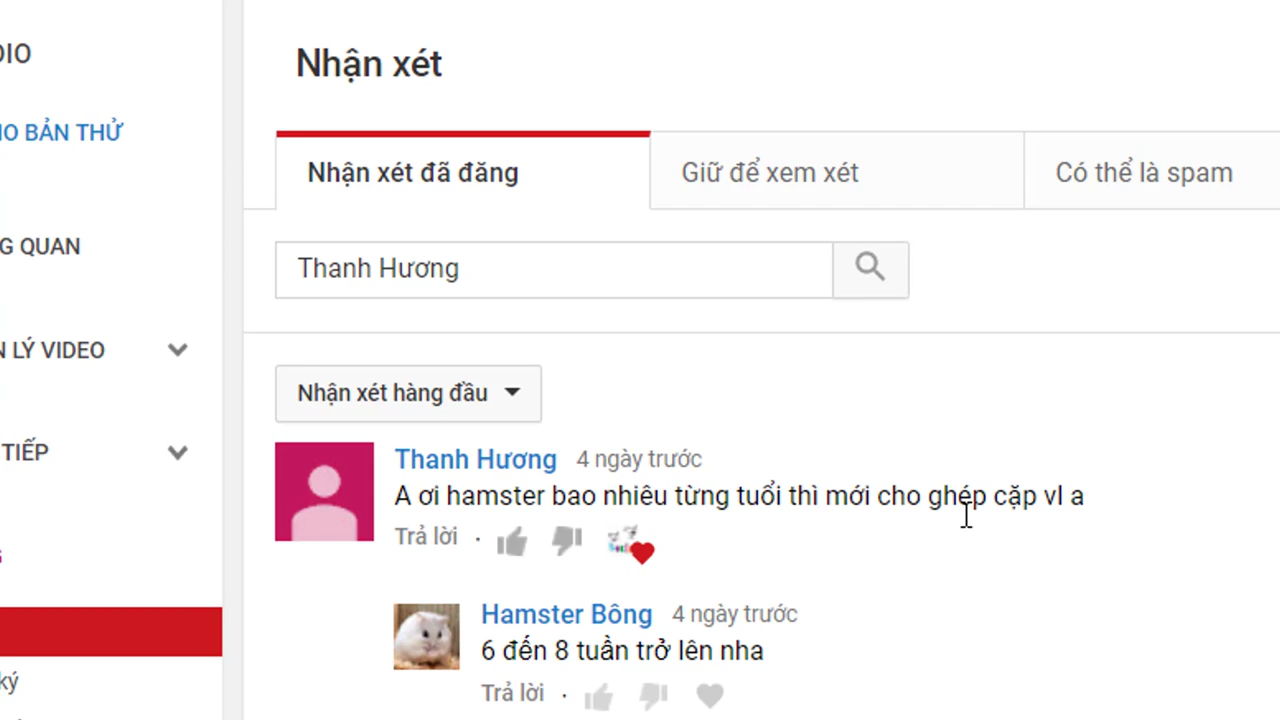 DIO
Nhận xét
IO BẢN THỬ
Nhận xét đã đăng
Giữ để xem xét
Có thể là spam
G QUAN
Thanh Hương
N LÝ VIDEO
Nhận xét hàng đầu
TIẾP
Thanh Hương 4 ngày trước
A ơi hamster bao nhiêu từng tuổi thì mới cho ghép cặp vl a
Trả lời
Hamster Bông 4 ngày trước
6 đến 8 tuần trở lên nha
ký
Trả lời